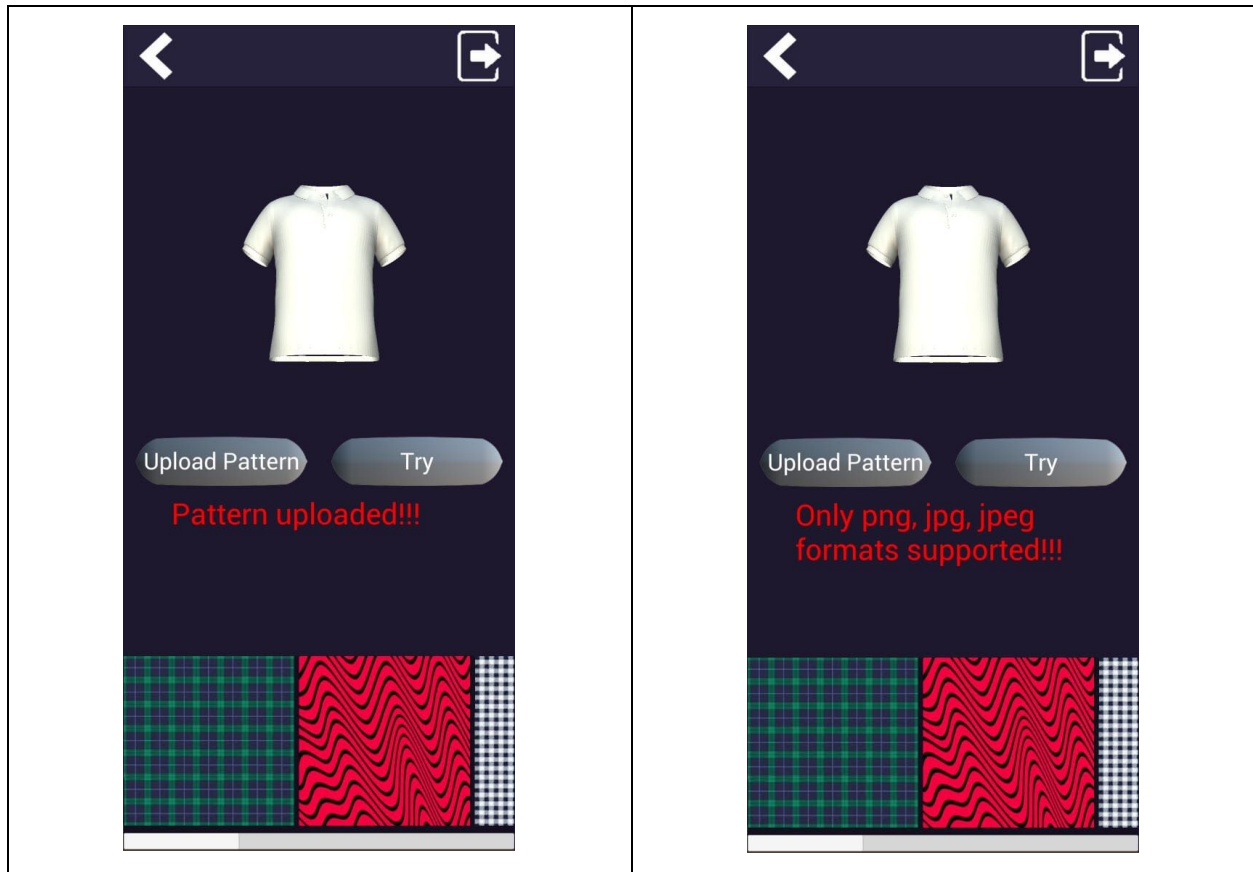 Upload Pattern
Try
Pattern uploaded!!!
Upload Pattern
Try
Only png, jpg, jpeg
formats supported!!!